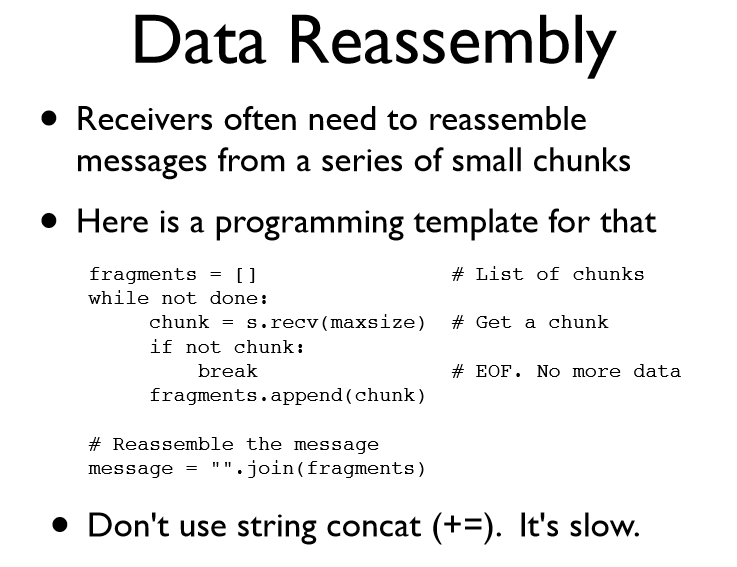 Data Reassembly
• Receivers often need to reassemble
messages from a series of small chunks
• Here is a programming template for that
fragments = [] # List of chunks
while not done:
chunk = s.recv(maxsize) # Get a chunk
if not chunk:
break # EOF. No more data
fragments.append(chunk)
# Reassemble the message
message = "".join(fragments)
• Don't use string concat (+=). It's slow.